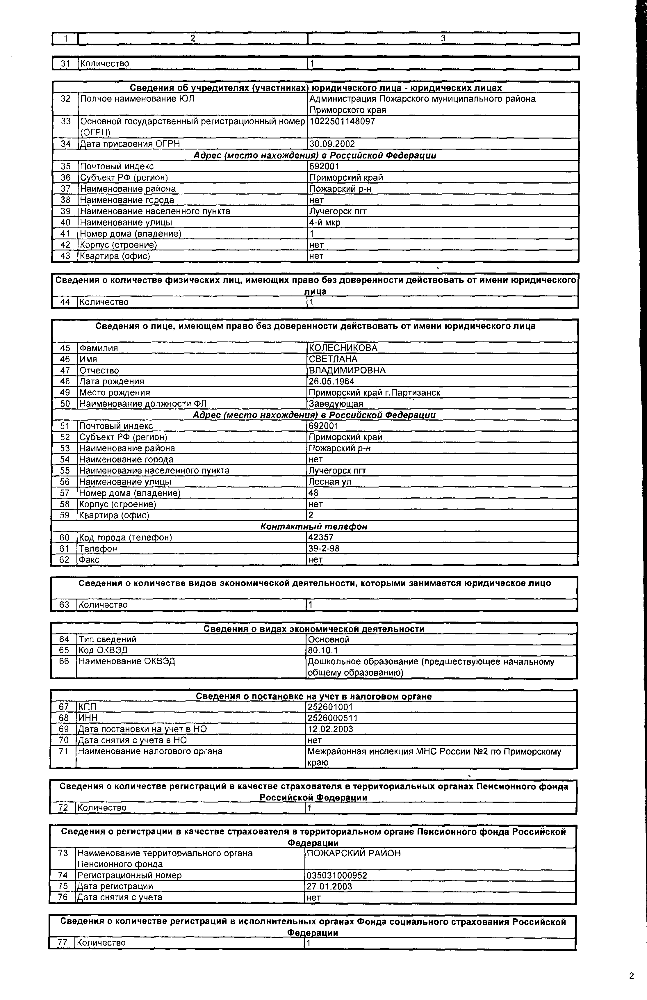 1 2 3
31 Количество 1
Сведения об учредителях (участниках) юридического лица - юридических лицах
32 Полное наименование ЮЛ Администрация Пожарского муниципального района
Приморского края
33 Основной государственный регистрационный номер 1022501148097
(ОГРН)
34 Дата присвоения ОГРН 30.09.2002
Адрес (место нахождения) в Российской Федерации
35 Почтовый индекс 692001
36 Субъект РФ (регион) Приморский край
37 Наименование района Пожарский р-н
38 Наименование города нет
39 Наименование населенного пункта Лучегорск пгт
40 Наименование улицы 4-й мкр
41 Номер дома (владение) 1
42 Корпус (строение) нет
43 Квартира (офис) нет
Сведения о количестве физических лиц, имеющих право без доверенности действовать от имени юридического
лица
44 Количество 1
Сведения о лице, имеющем право без доверенности действовать от имени юридического лица
45 Фамилия КОЛЕСНИКОВА
46 Имя СВЕТЛАНА
47 Отчество ВЛАДИМИРОВНА
48 Дата рождения 26.05.1964
49 Место рождения Приморский край г.Партизанск
50 Наименование должности ФЛ Заведующая
Адрес (место нахождения) в Российской Федерации
51 Почтовый индекс 692001
52 Субъект РФ (регион) Приморский край
53 Наименование района Пожарский р-н
54 Наименование города нет
55 Наименование населенного пункта Лучегорск пгт
56 Наименование улицы Лесная ул
57 Номер дома (владение) 48
58 Корпус (строение) нет
59 Квартира (офис) 2
Контактный телефон
60 Код города (телефон) 42357
61 Телефон 39-2-98
62 Факс нет
Сведения о количестве видов экономической деятельности, которыми занимается юридическое лицо
63 Количество 1
Сведения о видах экономической деятельности
64 Тип сведений Основной
65 Код ОКВЭД 80.10.1
66 Наименование ОКВЭД Дошкольное образование (предшествующее начальному
общему образованию)
Сведения о постановке на учет в налоговом органе
67 КПП 252601001
68 ИНН 2526000511
69 Дата постановки на учет в НО 12.02.2003
70 Дата снятия с учета в НО нет
71 Наименование налогового органа Межрайонная инспекция МНС России №2 по Приморскому
краю
Сведения о количестве регистраций в качестве страхователя в территориальных органах Пенсионного фонда
Российской Федерации
72 Количество 1
Сведения о регистрации в качестве страхователя в территориальном органе Пенсионного фонда Российской
Федерации
73 Наименование территориального органа ПОЖАРСКИЙ РАЙОН
Пенсионного фонда
74 Регистрационный номер 035031000952
75 Дата регистрации 27.01.2003
76 Дата снятия с учета нет
Сведения о количестве регистраций в исполнительных органах Фонда социального страхования Российской
Федерации
77 Количество 1
2